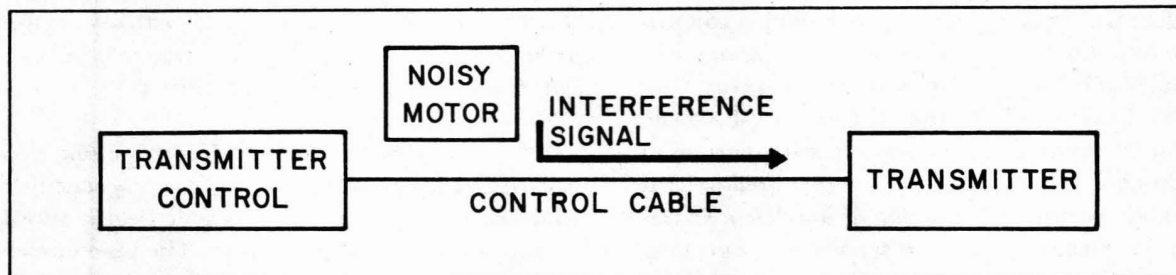 NOISY
MOTOR
INTERFERENCE
SIGNAL
TRANSMITTER
CONTROL
CONTROL CABLE
TRANSMITTER